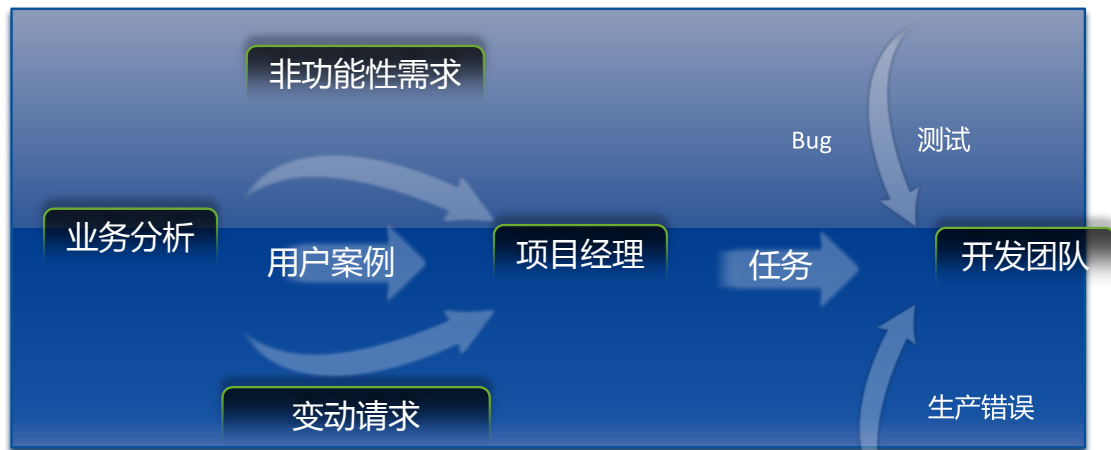 非功能性需求
Bug
测试
业务分析
用户案例
项目经理
任务
开发团队
变动请求
生产错误